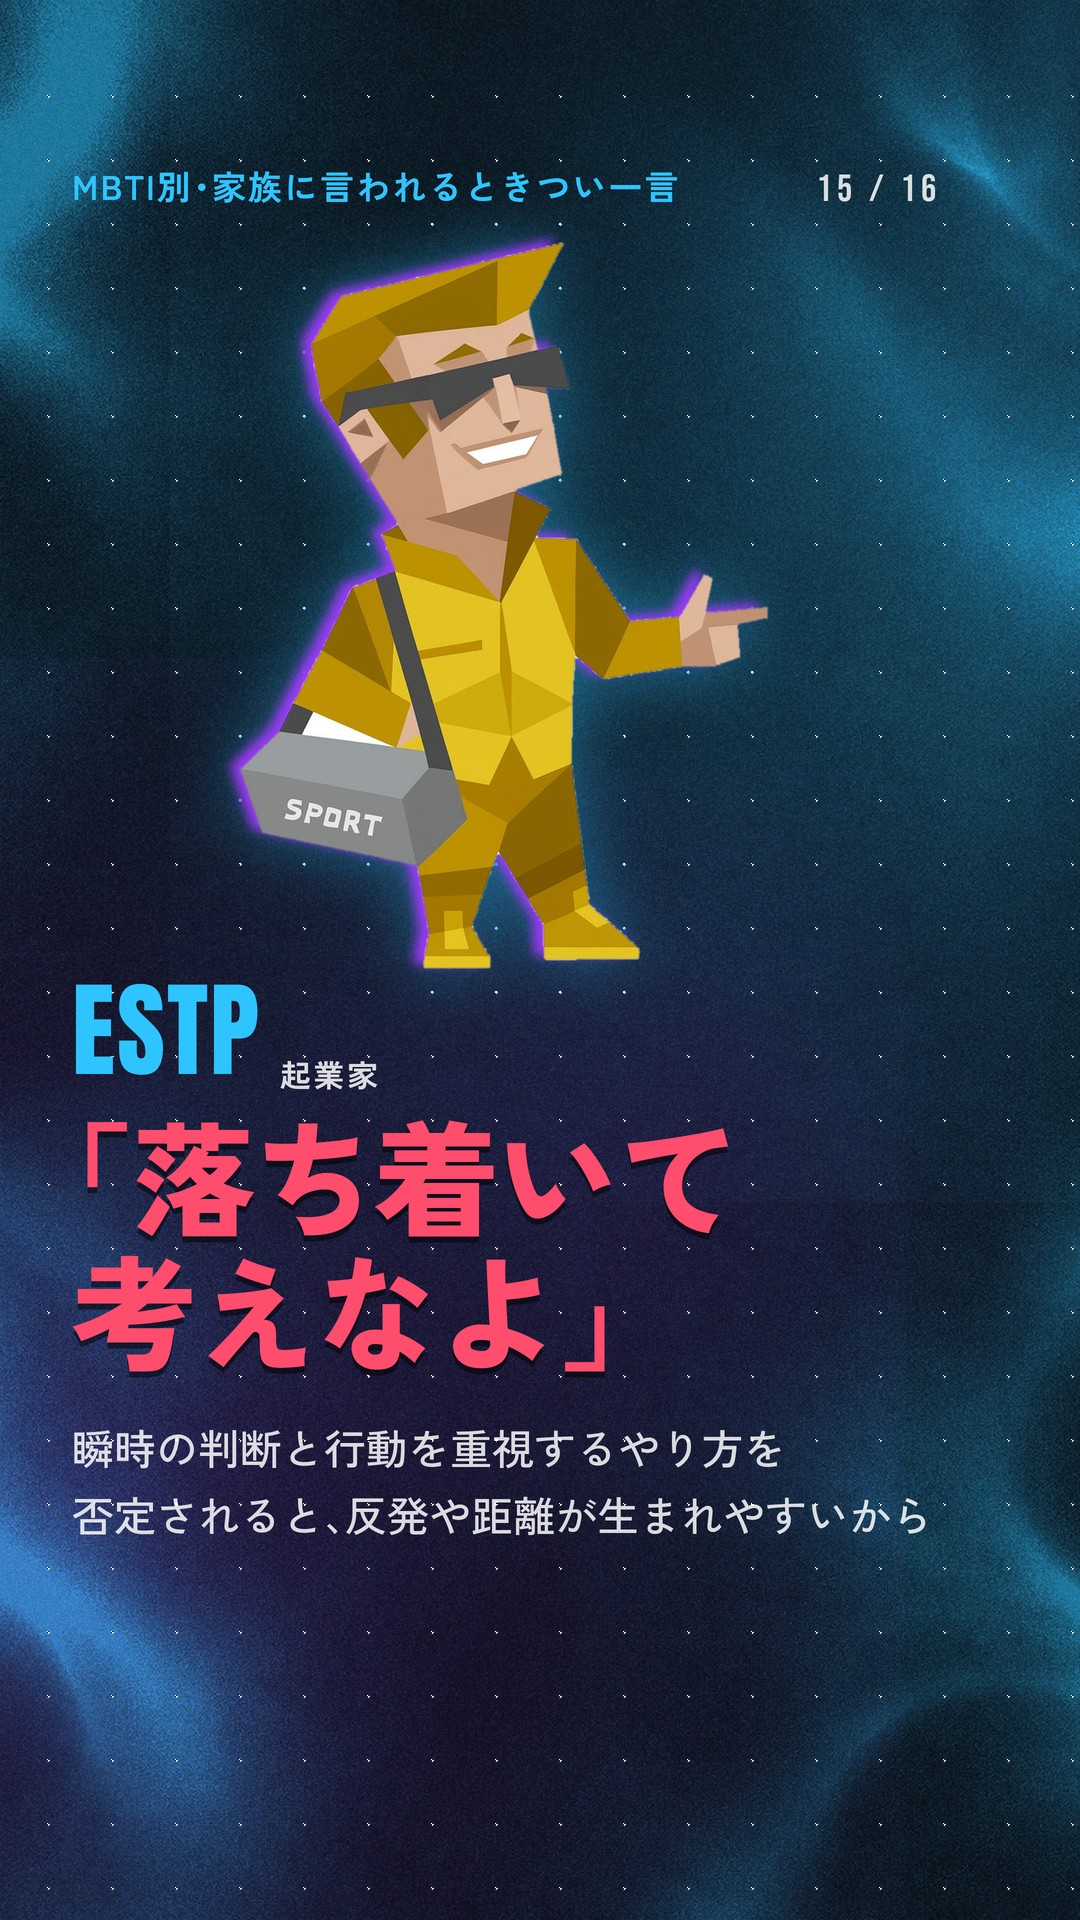 MBTI別・家族に言われるときつい一言
15 / 16
SPORT
ESTP
起業家
「落ち着いて
考えなよ」
瞬時の判断と行動を重視するやり方を
否定されると、反発や距離が生まれやすいから